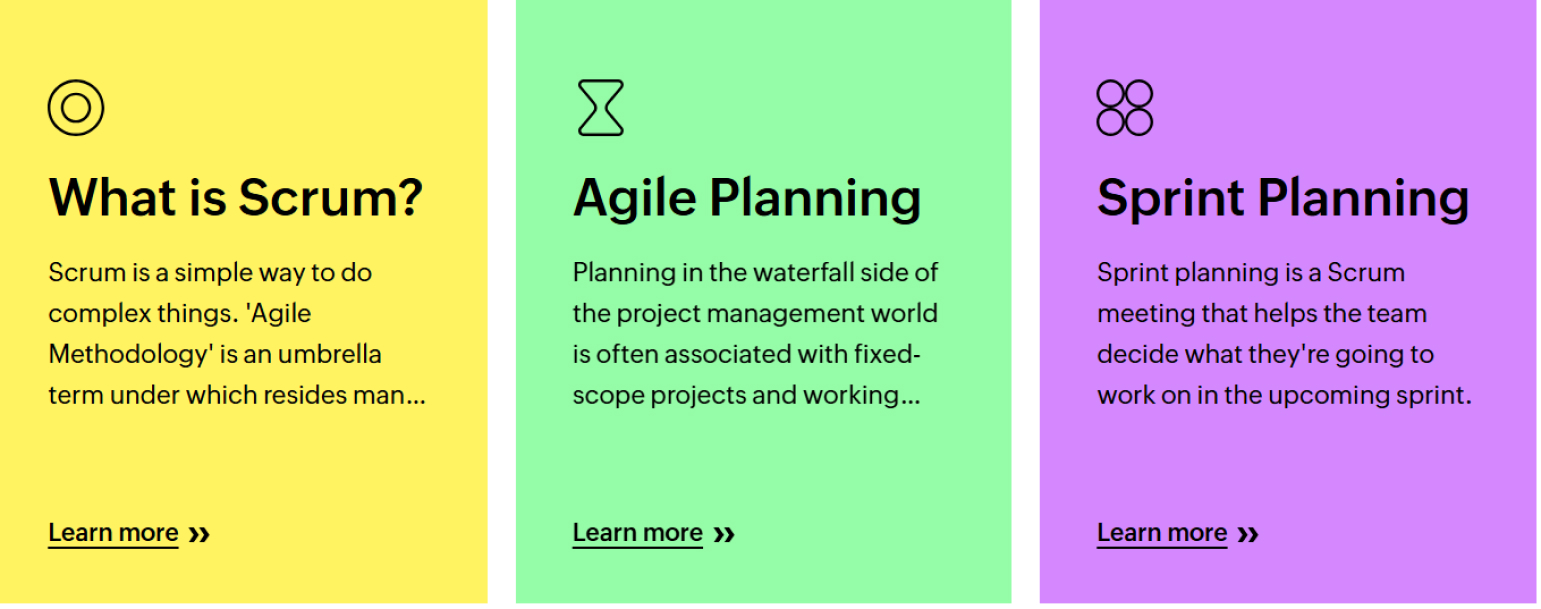 What is Scrum?
Scrum is a simple way to do
complex things. 'Agile
Methodology' is an umbrella
term under which resides man...
Learn more »
Agile Planning
Planning in the waterfall side of
the project management world
is often associated with fixed-
scope projects and working...
Learn more »
Sprint Planning
Sprint planning is a Scrum
meeting that helps the team
decide what they're going to
work on in the upcoming sprint.
Learn more »